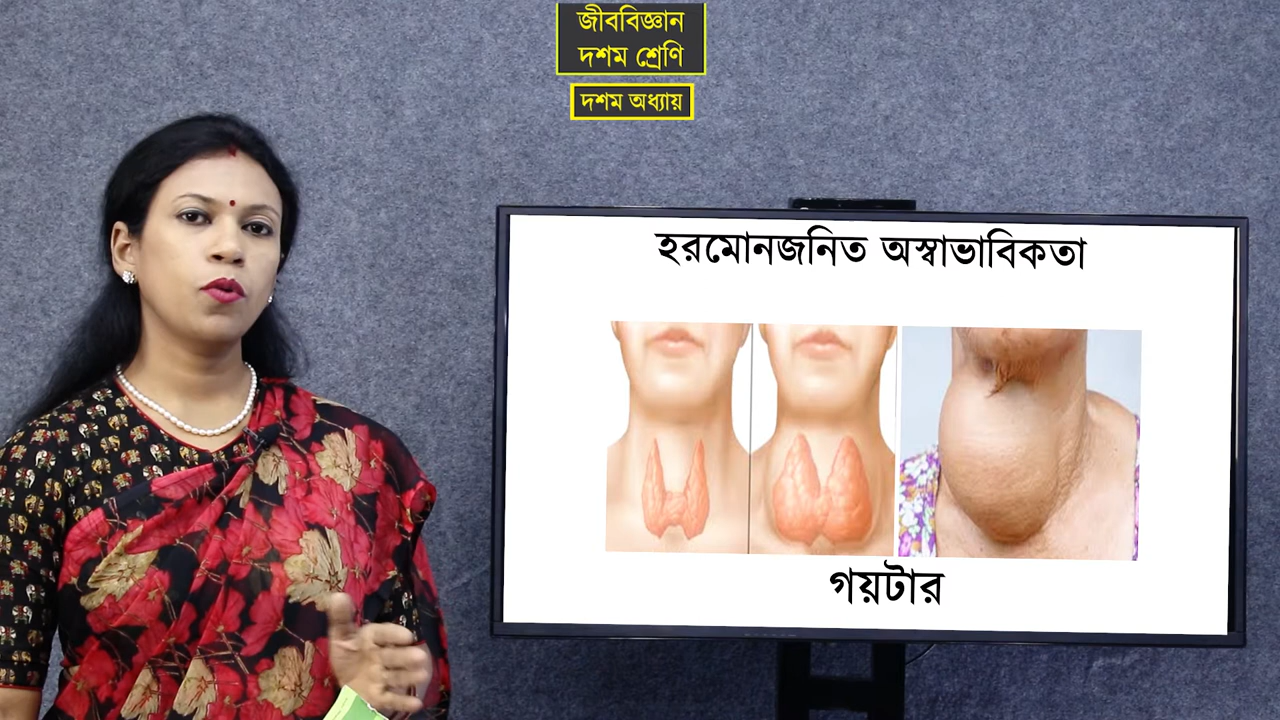 জীববিজ্ঞান
দশম শ্রেণি
দশম অধ্যায়
হরমোনজনিত অস্বাভাবিকতা
গয়টার